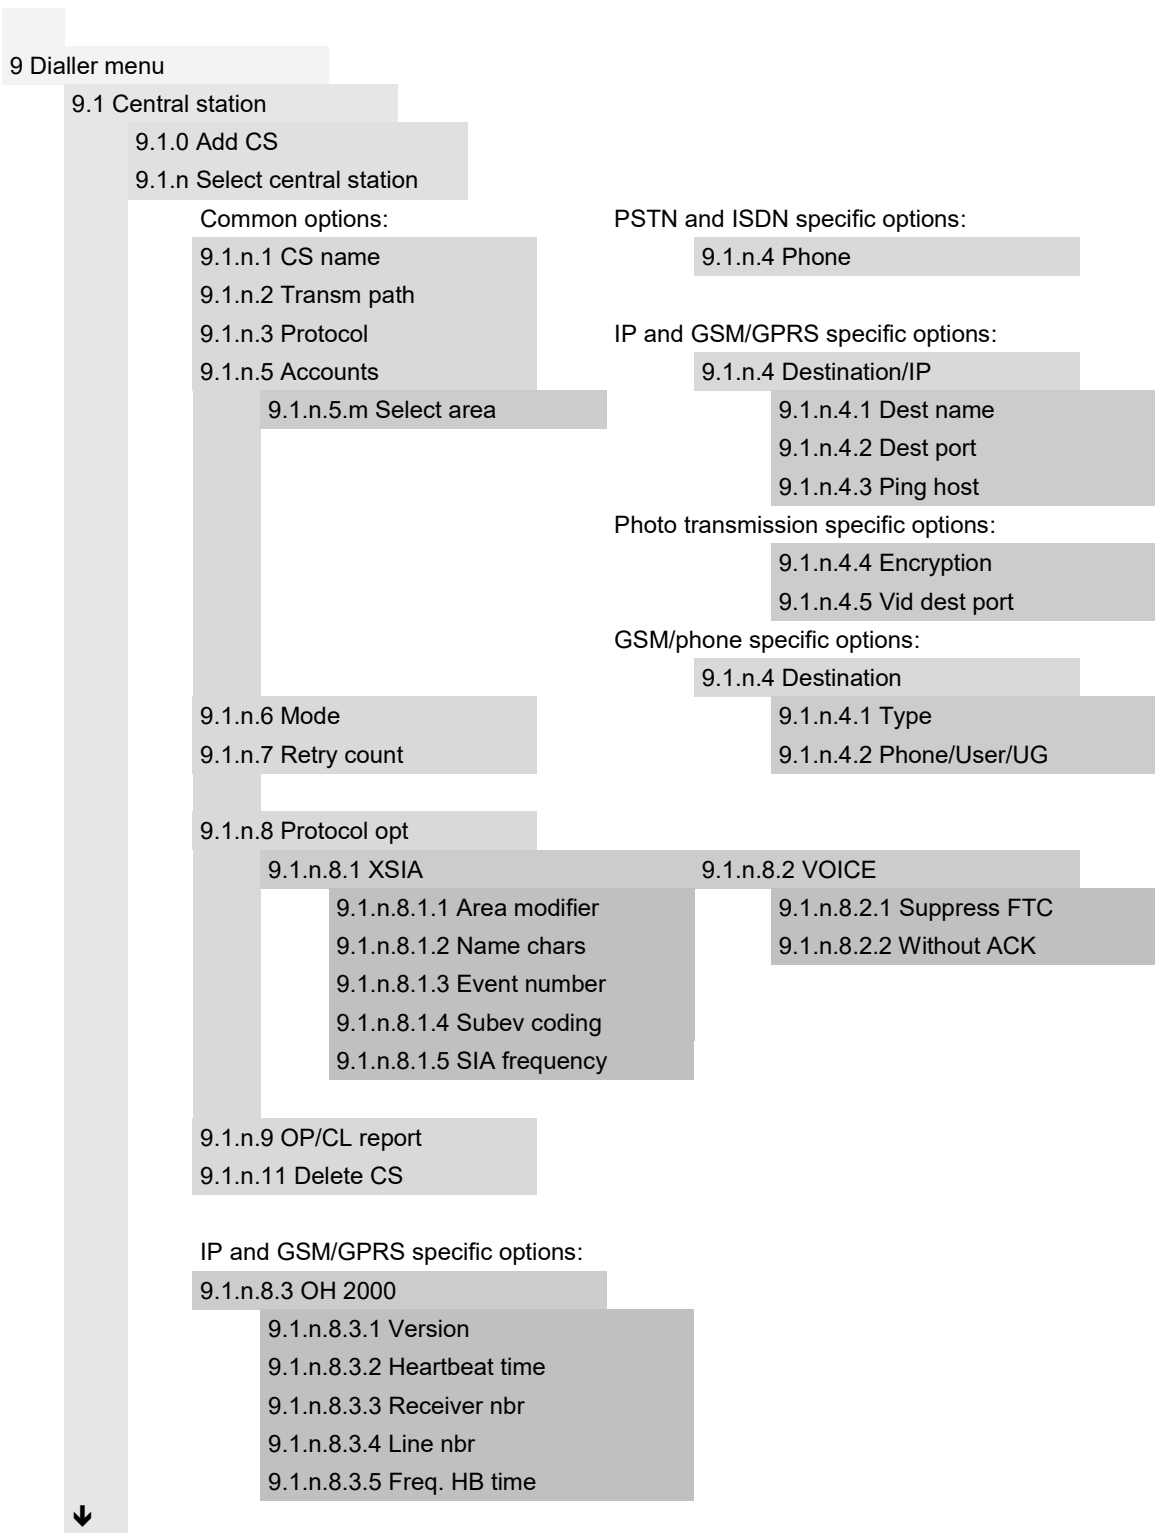 9 Dialler menu
9.1 Central station
9.1.0 Add CS
9.1.n Select central station
Common options:
9.1.n.1 CS name
9.1.n.2 Transm path
9.1.n.3 Protocol
9.1.n.5 Accounts
9.1.n.5.m Select area
PSTN and ISDN specific options:
9.1.n.4 Phone
IP and GSM/GPRS specific options:
9.1.n.4 Destination/IP
9.1.n.4.1 Dest name
9.1.n.4.2 Dest port
9.1.n.4.3 Ping host
Photo transmission specific options:
9.1.n.4.4 Encryption
9.1.n.4.5 Vid dest port
GSM/phone specific options:
9.1.n.4 Destination
9.1.n.4.1 Type
9.1.n.4.2 Phone/User/UG
9.1.n.6 Mode
9.1.n.7 Retry count
9.1.n.8 Protocol opt
9.1.n.8.1 XSIA
9.1.n.8.1.1 Area modifier
9.1.n.8.1.2 Name chars
9.1.n.8.1.3 Event number
9.1.n.8.1.4 Subev coding
9.1.n.8.1.5 SIA frequency
9.1.n.8.2 VOICE
9.1.n.8.2.1 Suppress FTC
9.1.n.8.2.2 Without ACK
9.1.n.9 OP/CL report
9.1.n.11 Delete CS
IP and GSM/GPRS specific options:
9.1.n.8.3 OH 2000
9.1.n.8.3.1 Version
9.1.n.8.3.2 Heartbeat time
9.1.n.8.3.3 Receiver nbr
9.1.n.8.3.4 Line nbr
9.1.n.8.3.5 Freq. HB time